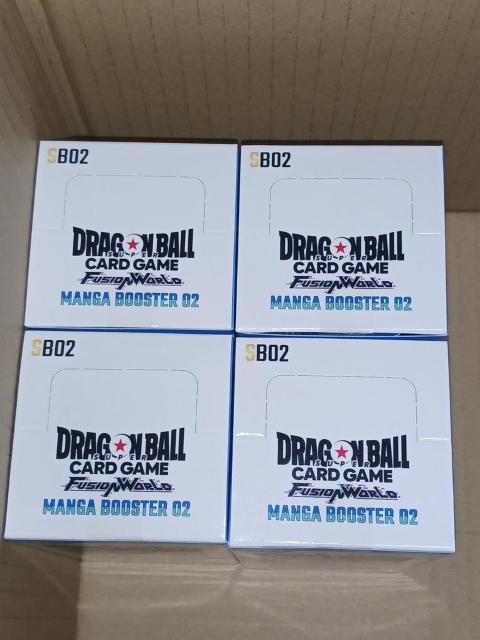 SB02
DRAGON BALL
SUPER
CARD GAME
FUSION WORLD
MANGA BOOSTER 02
SB02
DRAGON BALL
SUPER
CARD GAME
FUSION WORLD
MANGA BOOSTER 02
SB02
DRAGON BALL
SUPER
CARD GAME
FUSION WORLD
MANGA BOOSTER 02
SB02
DRAGON BALL
SUPER
CARD GAME
FUSION WORLD
MANGA BOOSTER 02